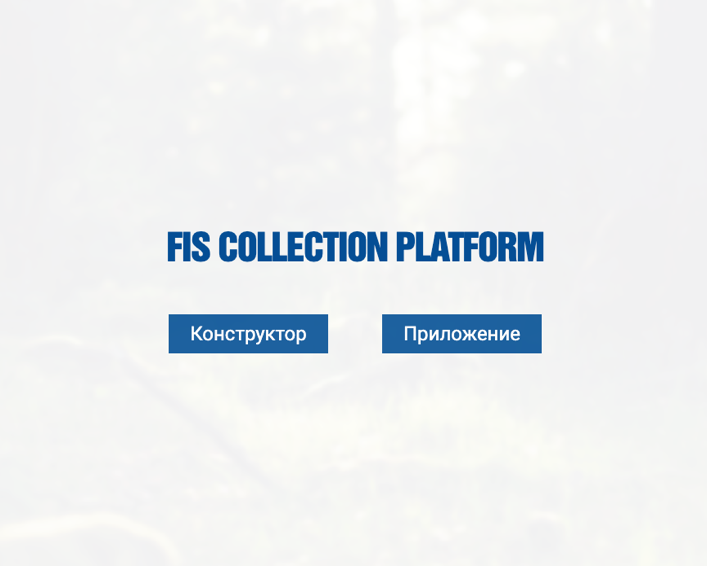 FIS COLLECTION PLATFORM
Конструктор Приложение